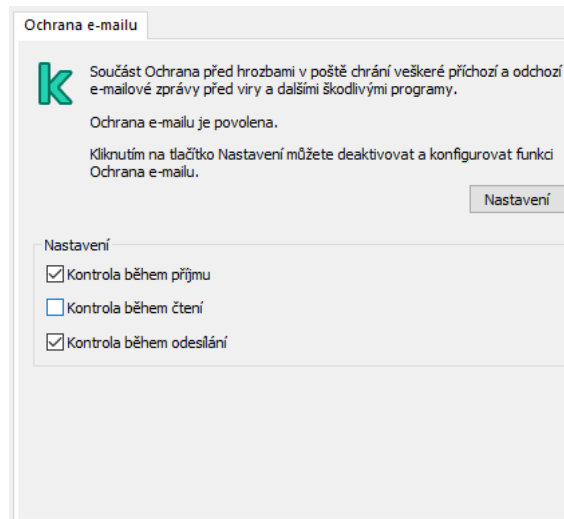 Ochrana e-mailu
Součást Ochrana před hrozbami v poště chrání veškeré příchozí a odchozí
e-mailové zprávy před viry a dalšími škodlivými programy.
Ochrana e-mailu je povolena.
Kliknutím na tlačítko Nastavení můžete deaktivovat a konfigurovat funkci
Ochrana e-mailu.
Nastavení
Nastavení
Kontrola během příjmu
Kontrola během čtení
Kontrola během odesílání